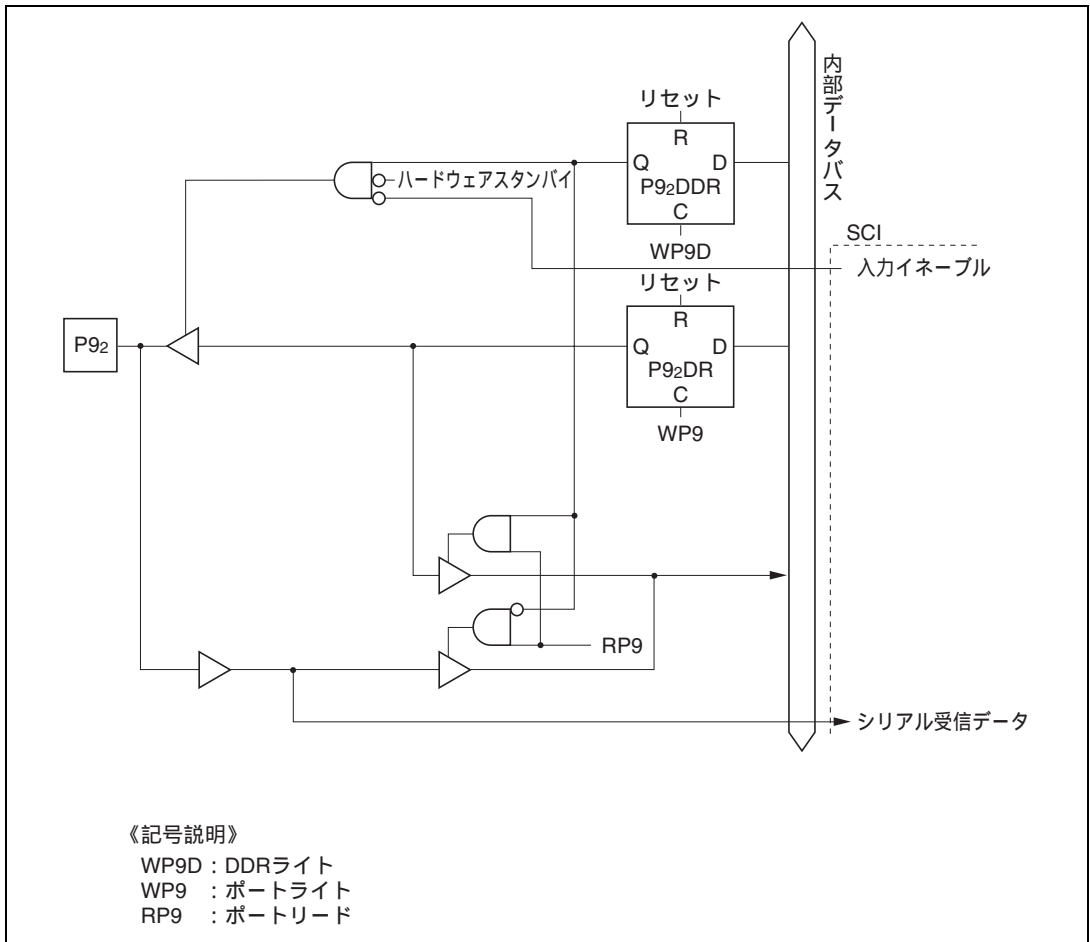 内部データバス
リセット
R
Q D
P9₂DDR
C
WP9D
ハードウェアスタンバイ
SCI
入力イネーブル
リセット
R
Q D
P9₂DR
C
WP9
P9₂
RP9
シリアル受信データ
《記号説明》
WP9D : DDRライト
WP9 : ポートライト
RP9 : ポートリード